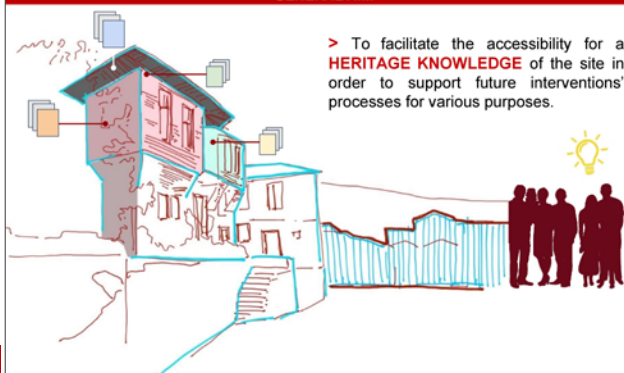 > To facilitate the accessibility for a
HERITAGE KNOWLEDGE of the site in
order to support future interventions'
processes for various purposes.